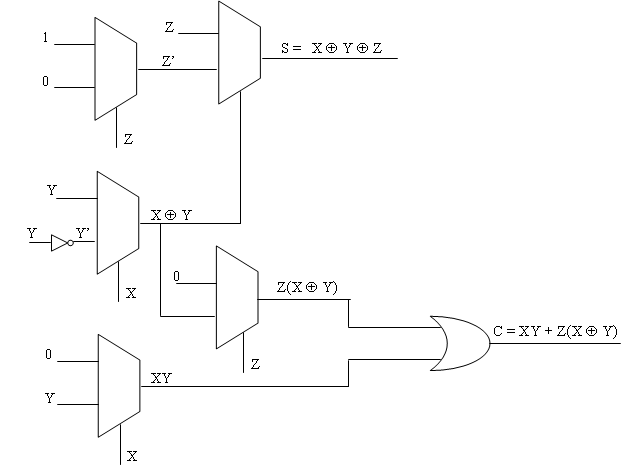 1
0
Z'
Z
Z
S = X ⊕ Y ⊕ Z
Y
Y
Y'
X ⊕ Y
X
0
Z(X ⊕ Y)
Z
C = XY + Z(X ⊕ Y)
0
Y
XY
X